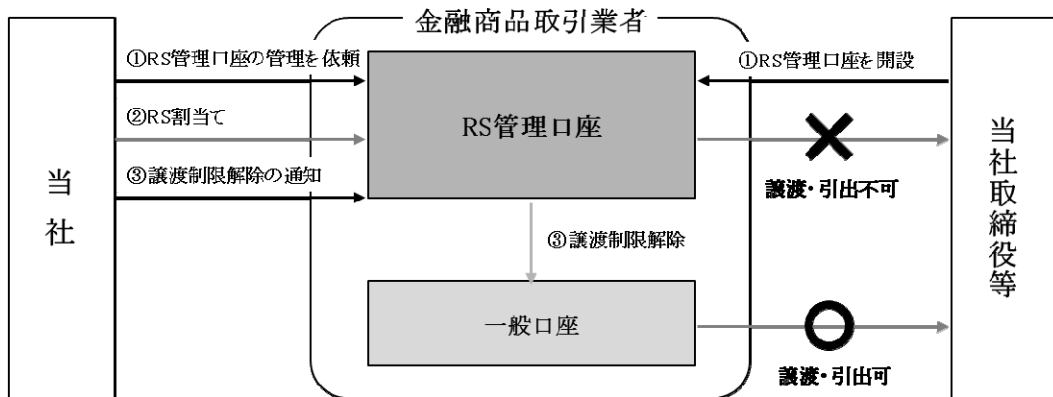 金融商品取引業者
①RS管理口座の管理を依頼
①RS管理口座を開設
②RS割当て
RS管理口座
譲渡・引出不可
③譲渡制限解除の通知
当社
当社取締役等
③譲渡制限解除
一般口座
譲渡・引出可